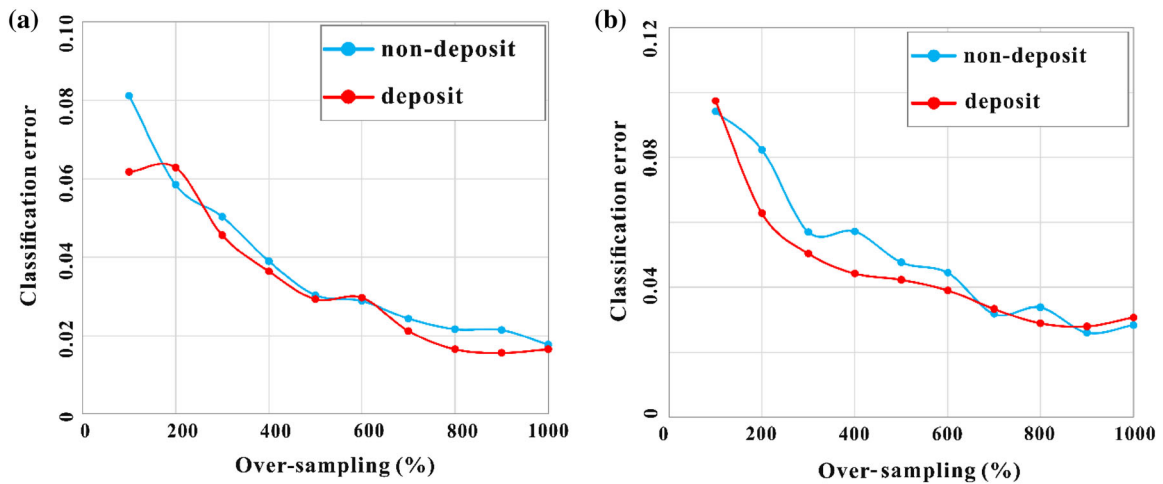 (a)
0.10
0.08
0.06
0.04
0.02
0
Classification error
non-deposit
deposit
0 200 400 600 800 1000
Over-sampling (%)
(b)
0.12
0.08
0.04
0
Classification error
non-deposit
deposit
0 200 400 600 800 1000
Over-sampling (%)